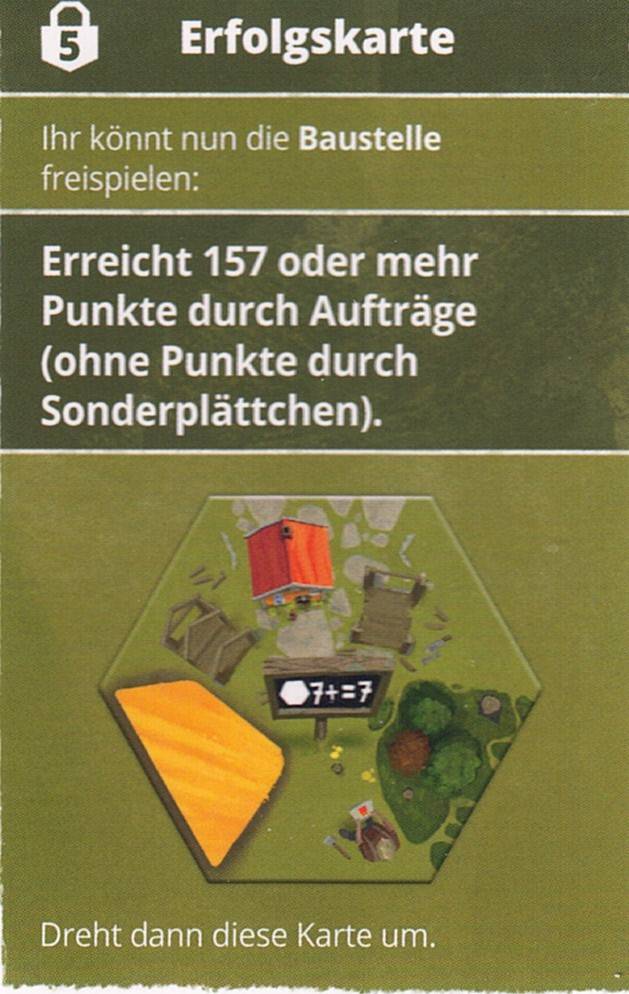 5
Erfolgskarte
Ihr könnt nun die Baustelle
freispielen:
Erreicht 157 oder mehr
Punkte durch Aufträge
(ohne Punkte durch
Sonderplättchen).
7+=7
Dreht dann diese Karte um.